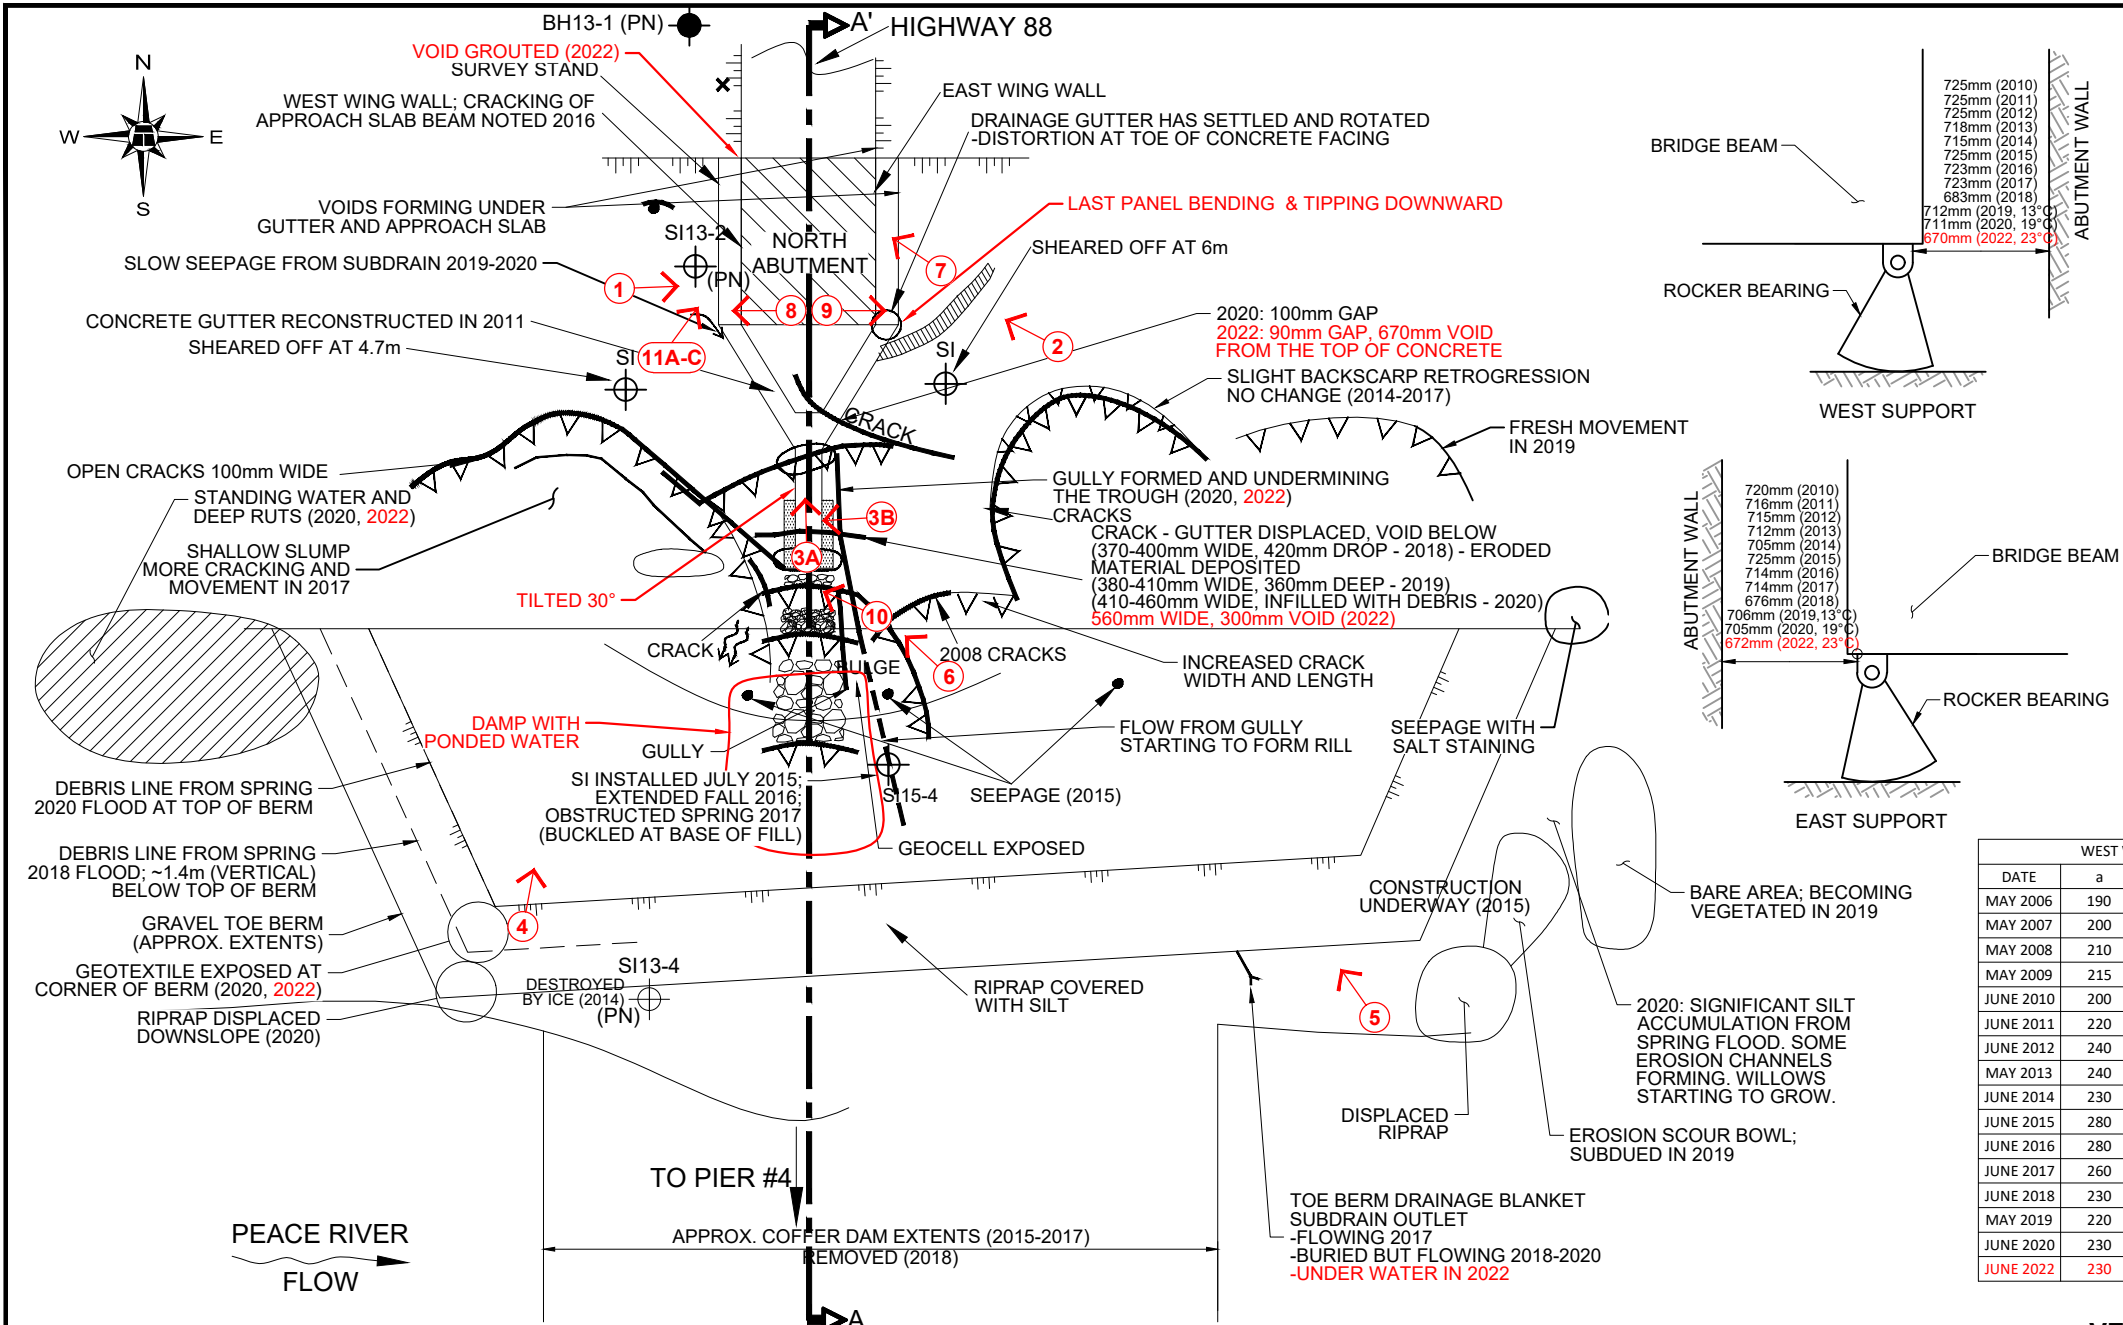 BH13-1 (PN)
A'
HIGHWAY 88
VOID GROUTED (2022)
SURVEY STAND
WEST WING WALL; CRACKING OF
APPROACH SLAB BEAM NOTED 2016
EAST WING WALL
DRAINAGE GUTTER HAS SETTLED AND ROTATED
-DISTORTION AT TOE OF CONCRETE FACING
N
W
E
S
VOIDS FORMING UNDER
GUTTER AND APPROACH SLAB
LAST PANEL BENDING & TIPPING DOWNWARD
SI13-2
(PN)
NORTH
ABUTMENT
SHEARED OFF AT 6m
SLOW SEEPAGE FROM SUBDRAIN 2019-2020
1
7
8
9
2
CONCRETE GUTTER RECONSTRUCTED IN 2011
SHEARED OFF AT 4.7m
SI
11A-C
SI
2020: 100mm GAP
2022: 90mm GAP, 670mm VOID
FROM THE TOP OF CONCRETE
SLIGHT BACKSCARP RETROGRESSION
NO CHANGE (2014-2017)
CRACK
FRESH MOVEMENT
IN 2019
OPEN CRACKS 100mm WIDE
STANDING WATER AND
DEEP RUTS (2020, 2022)
GULLY FORMED AND UNDERMINING
THE TROUGH (2020, 2022)
CRACKS
3B
3A
CRACK - GUTTER DISPLACED, VOID BELOW
(370-400mm WIDE, 420mm DROP - 2018) - ERODED
MATERIAL DEPOSITED
(380-410mm WIDE, 360mm DEEP - 2019)
(410-460mm WIDE, INFILLED WITH DEBRIS - 2020)
560mm WIDE, 300mm VOID (2022)
SHALLOW SLUMP
MORE CRACKING AND
MOVEMENT IN 2017
TILTED 30°
10
CRACK
BULGE
2008 CRACKS
6
INCREASED CRACK
WIDTH AND LENGTH
DAMP WITH
PONDED WATER
GULLY
FLOW FROM GULLY
STARTING TO FORM RILL
SEEPAGE WITH
SALT STAINING
SI INSTALLED JULY 2015;
EXTENDED FALL 2016;
OBSTRUCTED SPRING 2017
(BUCKLED AT BASE OF FILL)
SI15-4
SEEPAGE (2015)
GEOCELL EXPOSED
DEBRIS LINE FROM SPRING
2020 FLOOD AT TOP OF BERM
DEBRIS LINE FROM SPRING
2018 FLOOD; ~1.4m (VERTICAL)
BELOW TOP OF BERM
GRAVEL TOE BERM
(APPROX. EXTENTS)
4
GEOTEXTILE EXPOSED AT
CORNER OF BERM (2020, 2022)
RIPRAP DISPLACED
DOWNSLOPE (2020)
SI13-4
DESTROYED
BY ICE (2014)
(PN)
RIPRAP COVERED
WITH SILT
CONSTRUCTION
UNDERWAY (2015)
5
BARE AREA; BECOMING
VEGETATED IN 2019
2020: SIGNIFICANT SILT
ACCUMULATION FROM
SPRING FLOOD. SOME
EROSION CHANNELS
FORMING. WILLOWS
STARTING TO GROW.
DISPLACED
RIPRAP
EROSION SCOUR BOWL;
SUBDUED IN 2019
TO PIER #4
TOE BERM DRAINAGE BLANKET
SUBDRAIN OUTLET
-FLOWING 2017
-BURIED BUT FLOWING 2018-2020
-UNDER WATER IN 2022
APPROX. COFFER DAM EXTENTS (2015-2017)
REMOVED (2018)
PEACE RIVER
FLOW
A
BRIDGE BEAM
725mm (2010)
725mm (2011)
725mm (2012)
718mm (2013)
715mm (2014)
725mm (2015)
723mm (2016)
723mm (2017)
683mm (2018)
712mm (2019, 13°C)
711mm (2020, 19°C)
670mm (2022, 23°C)
ABUTMENT WALL
ROCKER BEARING
WEST SUPPORT
ABUTMENT WALL
720mm (2010)
716mm (2011)
715mm (2012)
712mm (2013)
705mm (2014)
725mm (2015)
714mm (2016)
714mm (2017)
676mm (2018)
706mm (2019,13°C)
705mm (2020, 19°C)
672mm (2022, 23°C)
BRIDGE BEAM
ROCKER BEARING
EAST SUPPORT
WEST
DATE a
MAY 2006 190
MAY 2007 200
MAY 2008 210
MAY 2009 215
JUNE 2010 200
JUNE 2011 220
JUNE 2012 240
MAY 2013 240
JUNE 2014 230
JUNE 2015 280
JUNE 2016 280
JUNE 2017 260
JUNE 2018 230
MAY 2019 220
JUNE 2020 230
JUNE 2022 230